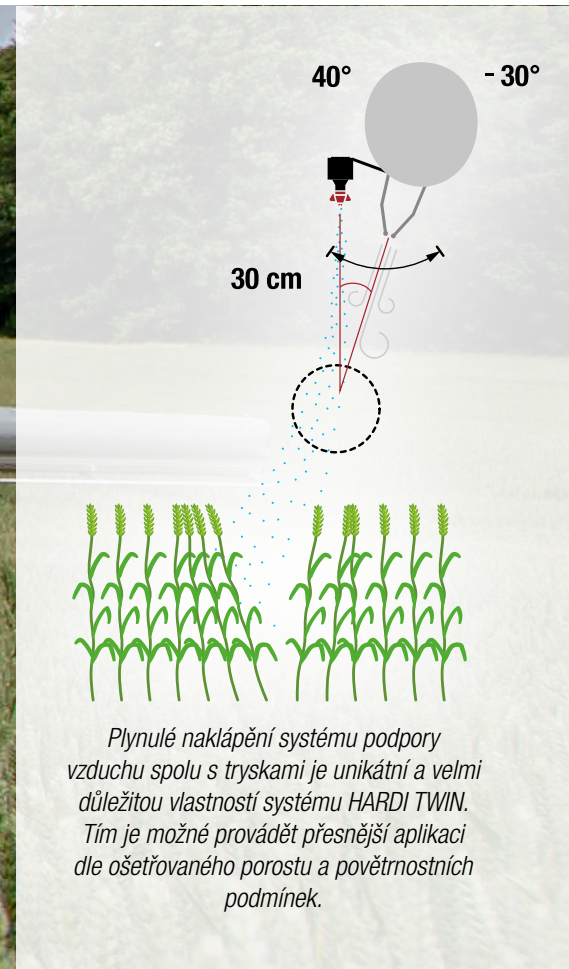 40°
- 30°
30 cm
Plynulé naklápění systému podpory
vzduchu spolu s tryskami je unikátní a velmi
důležitou vlastností systému HARDI TWIN.
Tím je možné provádět přesnější aplikaci
dle ošetřovaného porostu a povětrnostních
podmínek.